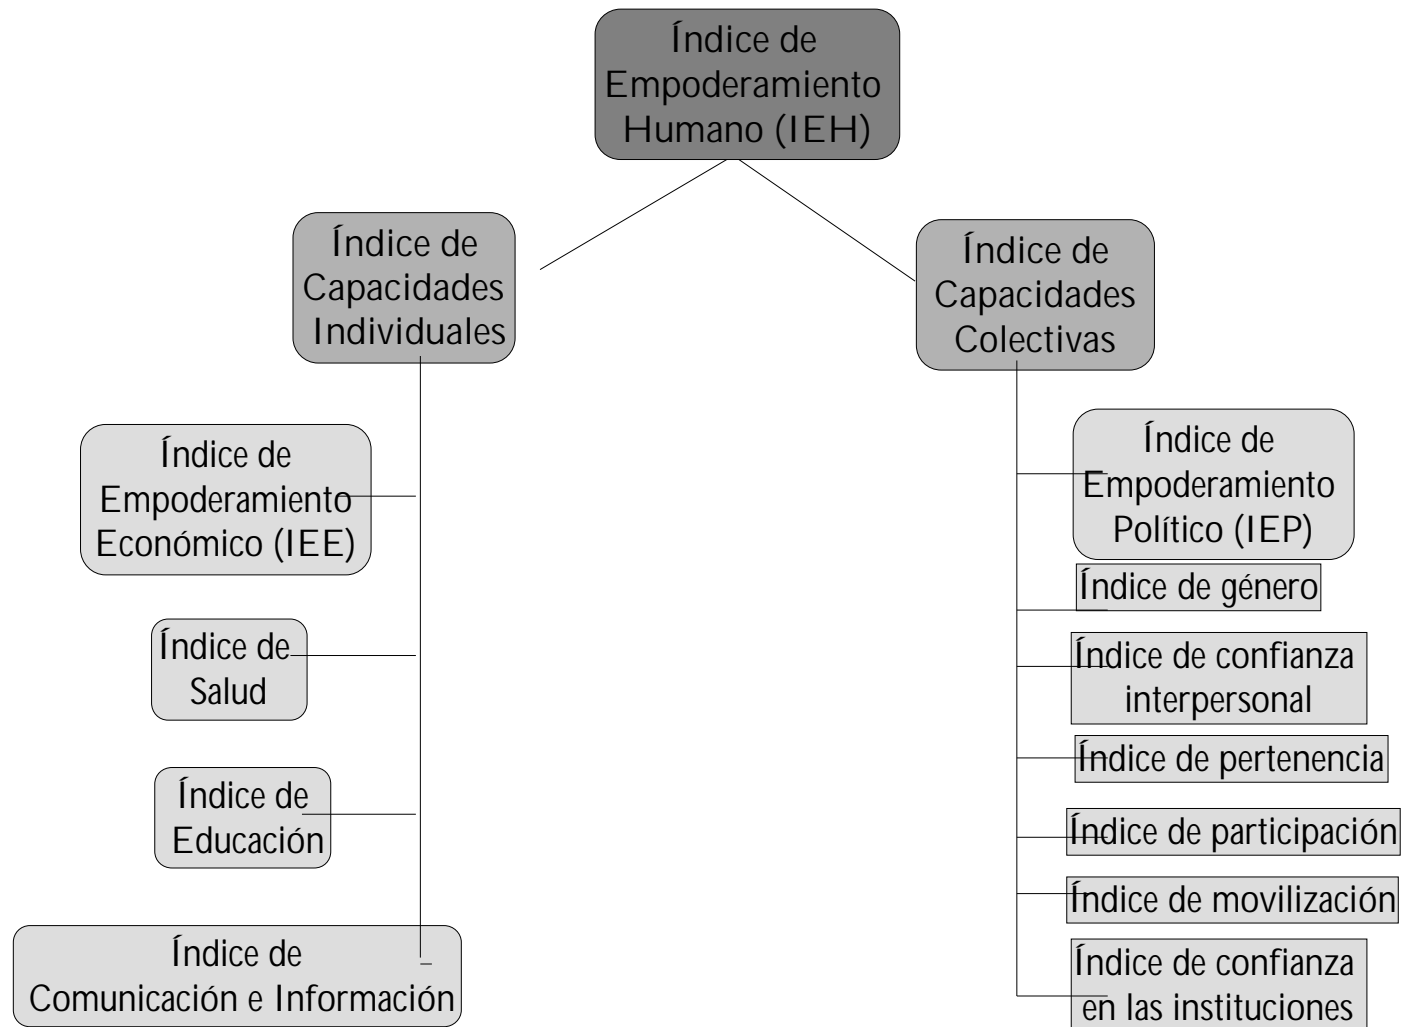 Índice de
Empoderamiento
Humano (IEH)
Índice de
Capacidades
Individuales
Índice de
Capacidades
Colectivas
Índice de
Empoderamiento
Económico (IEE)
Índice de
Salud
Índice de
Educación
Índice de
Comunicación e Información
Índice de
Empoderamiento
Político (IEP)
Índice de género
Índice de confianza
interpersonal
Índice de pertenencia
Índice de participación
Índice de movilización
Índice de confianza
en las instituciones